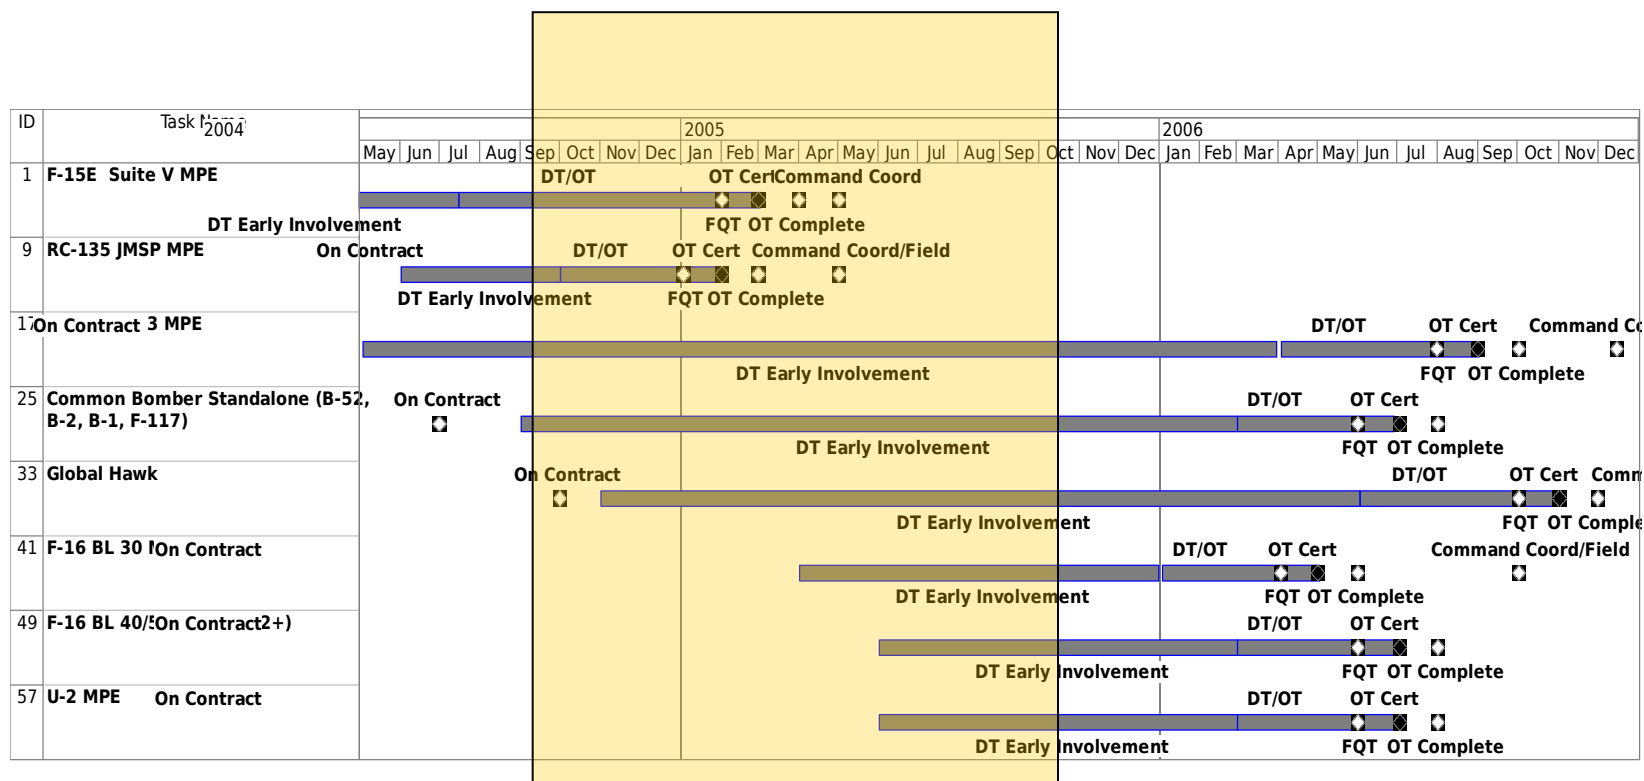 ID Task 2004 2005 2006
May Jun Jul Aug Sep Oct Nov Dec Jan Feb Mar Apr May Jun Jul Aug Sep Oct Nov Dec Jan Feb Mar Apr May Jun Jul Aug Sep Oct Nov Dec
1 F-15E Suite V MPE DT/OT OT Cert Command Coord
DT Early Involvement FQT OT Complete
9 RC-135 JMSP MPE On Contract DT/OT OT Cert Command Coord/Field
DT Early Involvement FQT OT Complete
17 On Contract 3 MPE DT/OT OT Cert Command
DT Early Involvement FQT OT Complete
25 Common Bomber Standalone (B-52, On Contract DT/OT OT Cert
B-2, B-1, F-117)
DT Early Involvement FQT OT Complete
33 Global Hawk On Contract DT/OT OT Cert
DT Early Involvement FQT OT
41 F-16 BL 30 On Contract DT/OT OT Cert Command Coord/Field
DT Early Involvement FQT OT Complete
49 F-16 BL 40/ On Contract 2+) DT/OT OT Cert
DT Early Involvement FQT OT Complete
57 U-2 MPE On Contract DT/OT OT Cert
DT Early Involvement FQT OT Complete